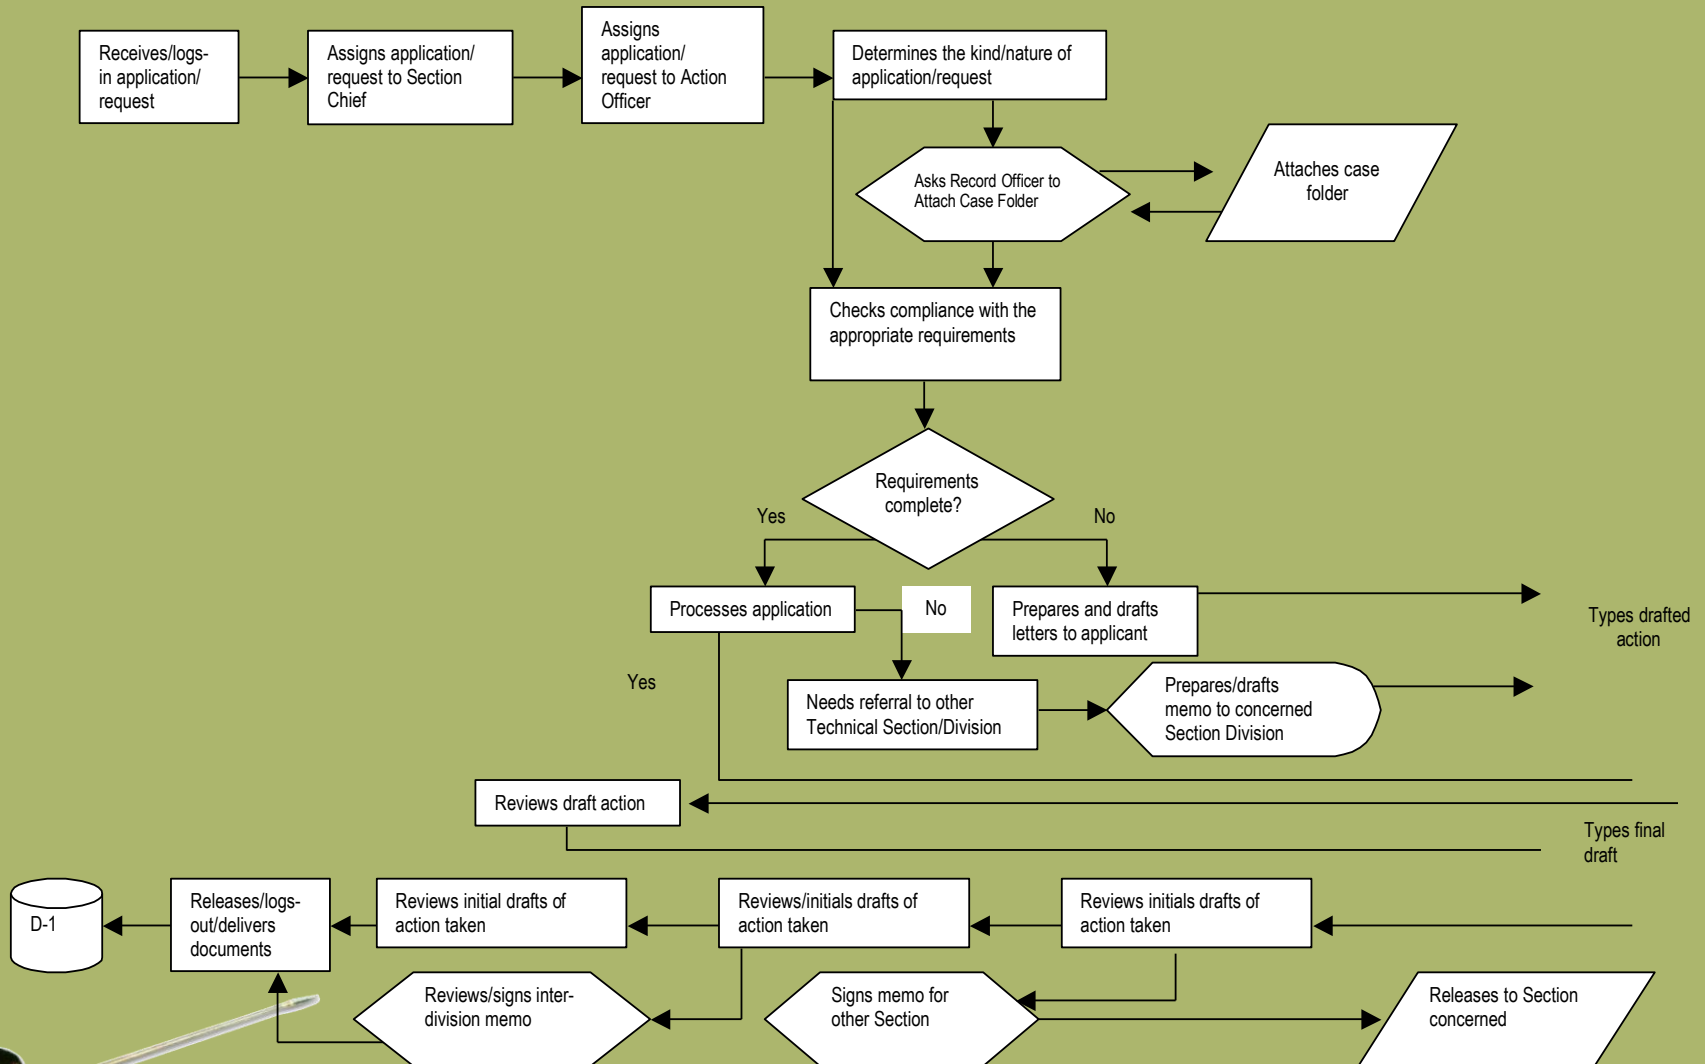 Receives/logs-
in application/
request
Assigns application/
request to Section
Chief
Assigns
application/
request to Action
Officer
Determines the kind/nature of
application/request
Asks Record Officer to
Attach Case Folder
Attaches case
folder
Checks compliance with the
appropriate requirements
Requirements
complete?
Yes
No
Processes application
No
Prepares and drafts
letters to applicant
Types drafted
action
Yes
Needs referral to other
Technical Section/Division
Prepares/drafts
memo to concerned
Section Division
Reviews draft action
Types final
draft
D-1
Releases/logs-
out/delivers
documents
Reviews initial drafts of
action taken
Reviews/initials drafts of
action taken
Reviews initials drafts of
action taken
Reviews/signs inter-
division memo
Signs memo for
other Section
Releases to Section
concerned